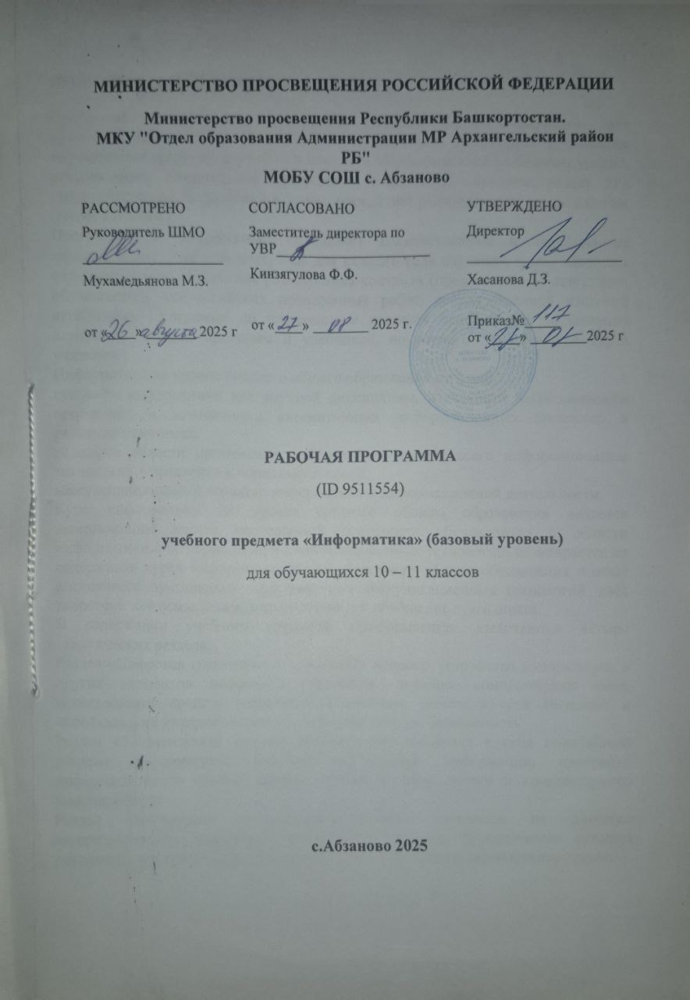 МИНИСТЕРСТВО ПРОСВЕЩЕНИЯ РОССИЙСКОЙ ФЕДЕРАЦИИ
Министерство просвещения Республики Башкортостан.
МКУ "Отдел образования Администрации МР Архангельский район
РБ"
МОБУ СОШ с. Абзаново
РАССМОТРЕНО
Руководитель ШМО
Мухамедьянова М.З.
от «26 »августа 2025 г
СОГЛАСОВАНО
Заместитель директора по
УВР
Кинзягулова Ф.Ф.
от « 27 » 08 2025 г.
УТВЕРЖДЕНО
Директор
Хасанова Д.З.
Приказ№ 117
от « » 2025 г
РАБОЧАЯ ПРОГРАММА
(ID 9511554)
учебного предмета «Информатика» (базовый уровень)
для обучающихся 10 – 11 классов
с.Абзаново 2025